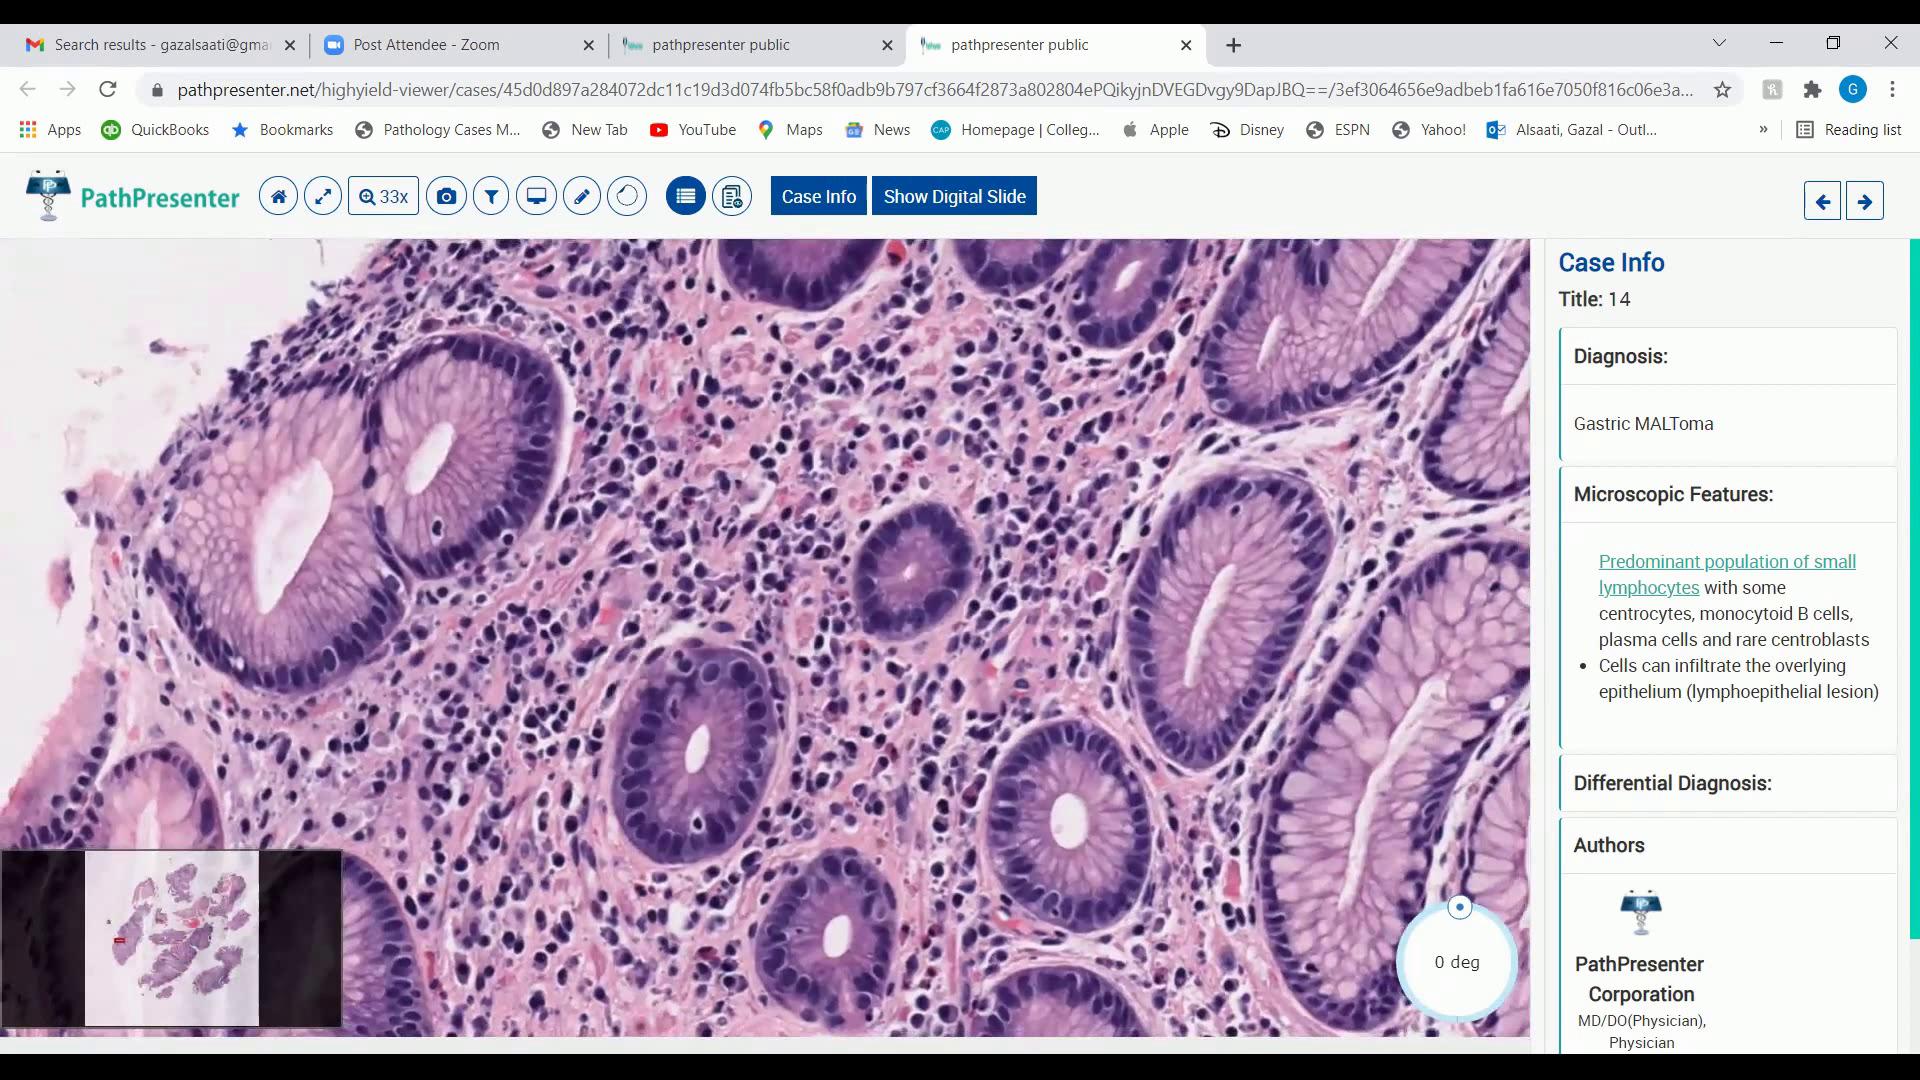 Search results - gazalsaati@gma
Post Attendee - Zoom
pathpresenter public
pathpresenter public
pathpresenter.net/highyield-viewer/cases/45d0d897a284072dc11c19d3d074fb5bc58f0adb9b797cf3664f2873a802804ePQikyjnDVEGDvgy9DapJBQ==/3ef3064656e9adbeb1fa616e7050f816c06e3a...
G
Apps
QuickBooks
Bookmarks
Pathology Cases M...
New Tab
YouTube
Maps
News
CAP
Homepage | Colleg...
Apple
Disney
ESPN
Yahoo!
Alsaati, Gazal - Outl...
»
Reading list
PathPresenter
33x
Case Info
Show Digital Slide
Case Info
Title: 14
Diagnosis:
Gastric MALToma
Microscopic Features:
Predominant population of small
lymphocytes with some
centrocytes, monocytoid B cells,
plasma cells and rare centroblasts
• Cells can infiltrate the overlying
epithelium (lymphoepithelial lesion)
Differential Diagnosis:
Authors
PathPresenter
Corporation
MD/DO(Physician),
Physician
0 deg